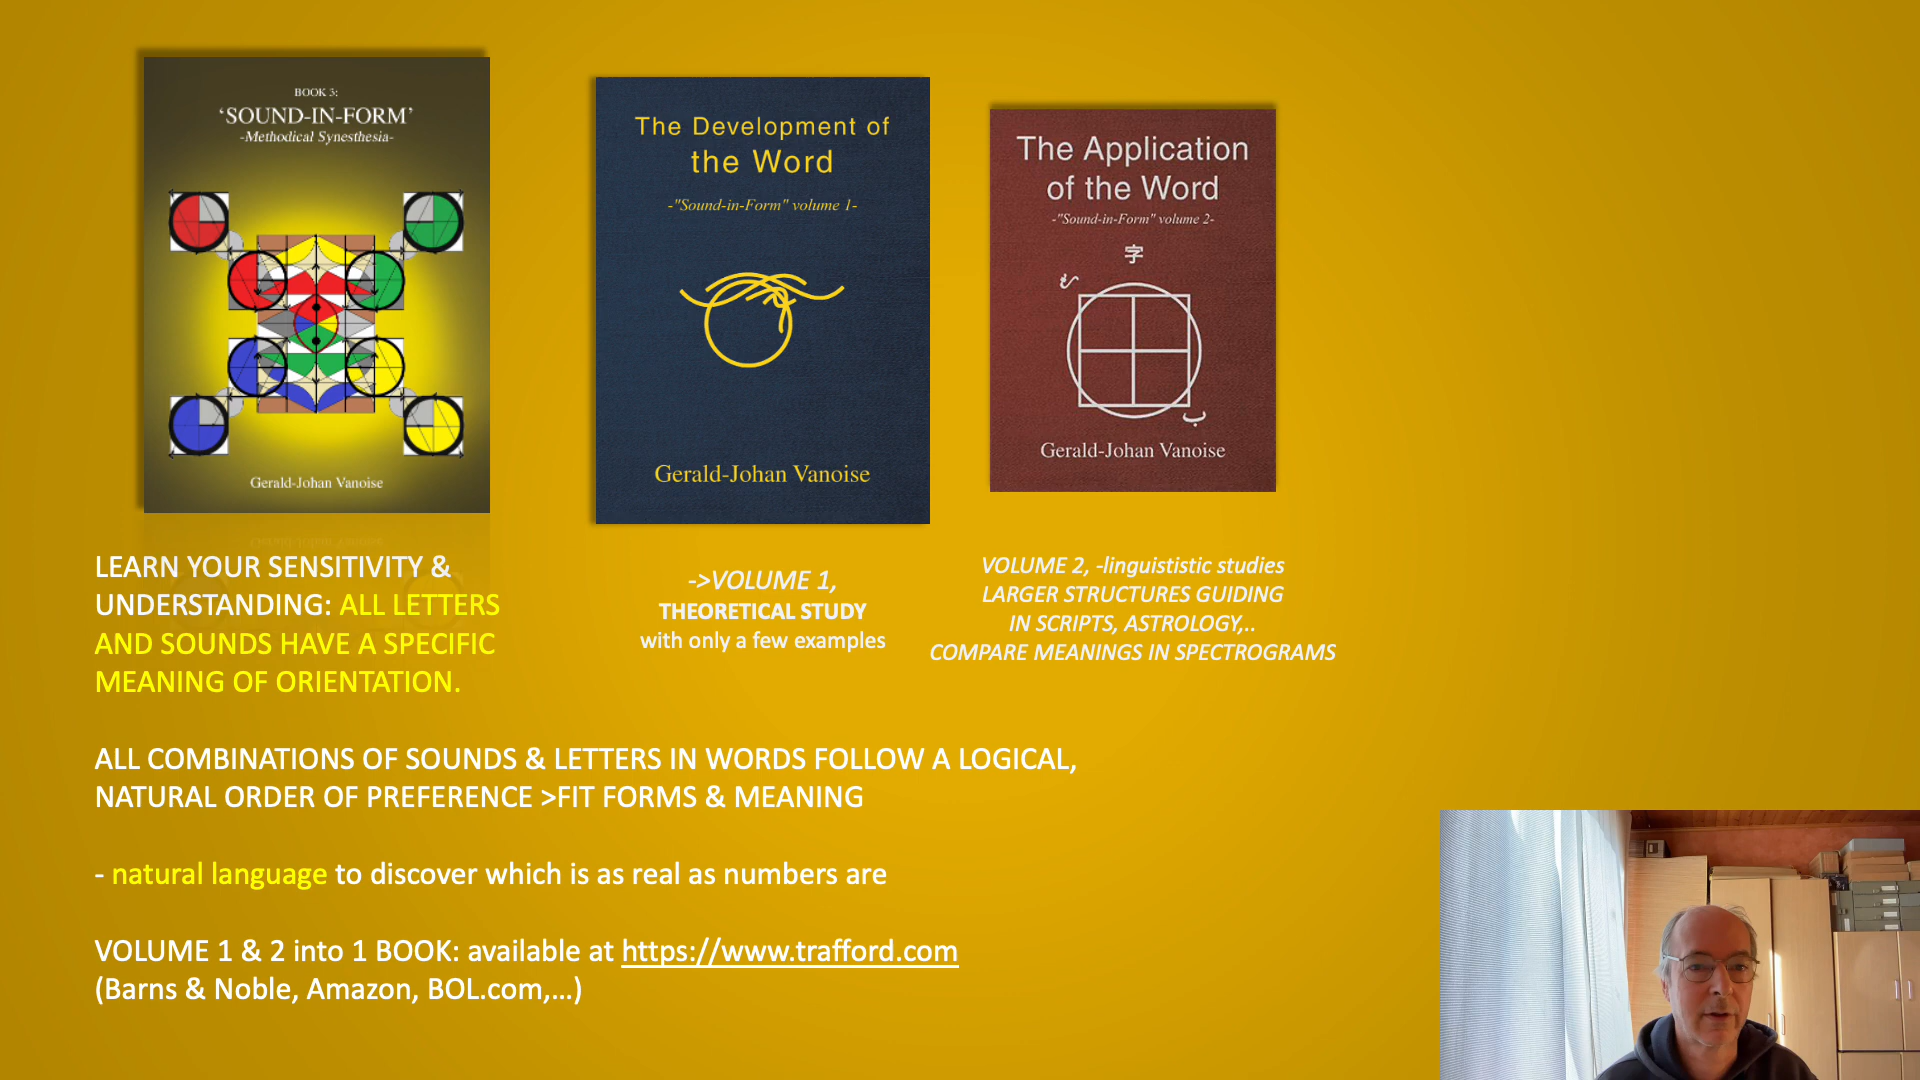 BOOK 3:
‘SOUND-IN-FORM’
-Methodical Synesthesia-
Gerald-Johan Vanoise
The Development of
the Word
-"Sound-in-Form" volume 1-
Gerald-Johan Vanoise
The Application
of the Word
-"Sound-in-Form" volume 2-
字
ب
Gerald-Johan Vanoise
LEARN YOUR SENSITIVITY &
UNDERSTANDING: ALL LETTERS
AND SOUNDS HAVE A SPECIFIC
MEANING OF ORIENTATION.
->VOLUME 1,
THEORETICAL STUDY
with only a few examples
VOLUME 2, -linguististic studies
LARGER STRUCTURES GUIDING
IN SCRIPTS, ASTROLOGY,..
COMPARE MEANINGS IN SPECTROGRAMS
ALL COMBINATIONS OF SOUNDS & LETTERS IN WORDS FOLLOW A LOGICAL,
NATURAL ORDER OF PREFERENCE >FIT FORMS & MEANING
- natural language to discover which is as real as numbers are
VOLUME 1 & 2 into 1 BOOK: available at https://www.trafford.com
(Barns & Noble, Amazon, BOL.com,...)